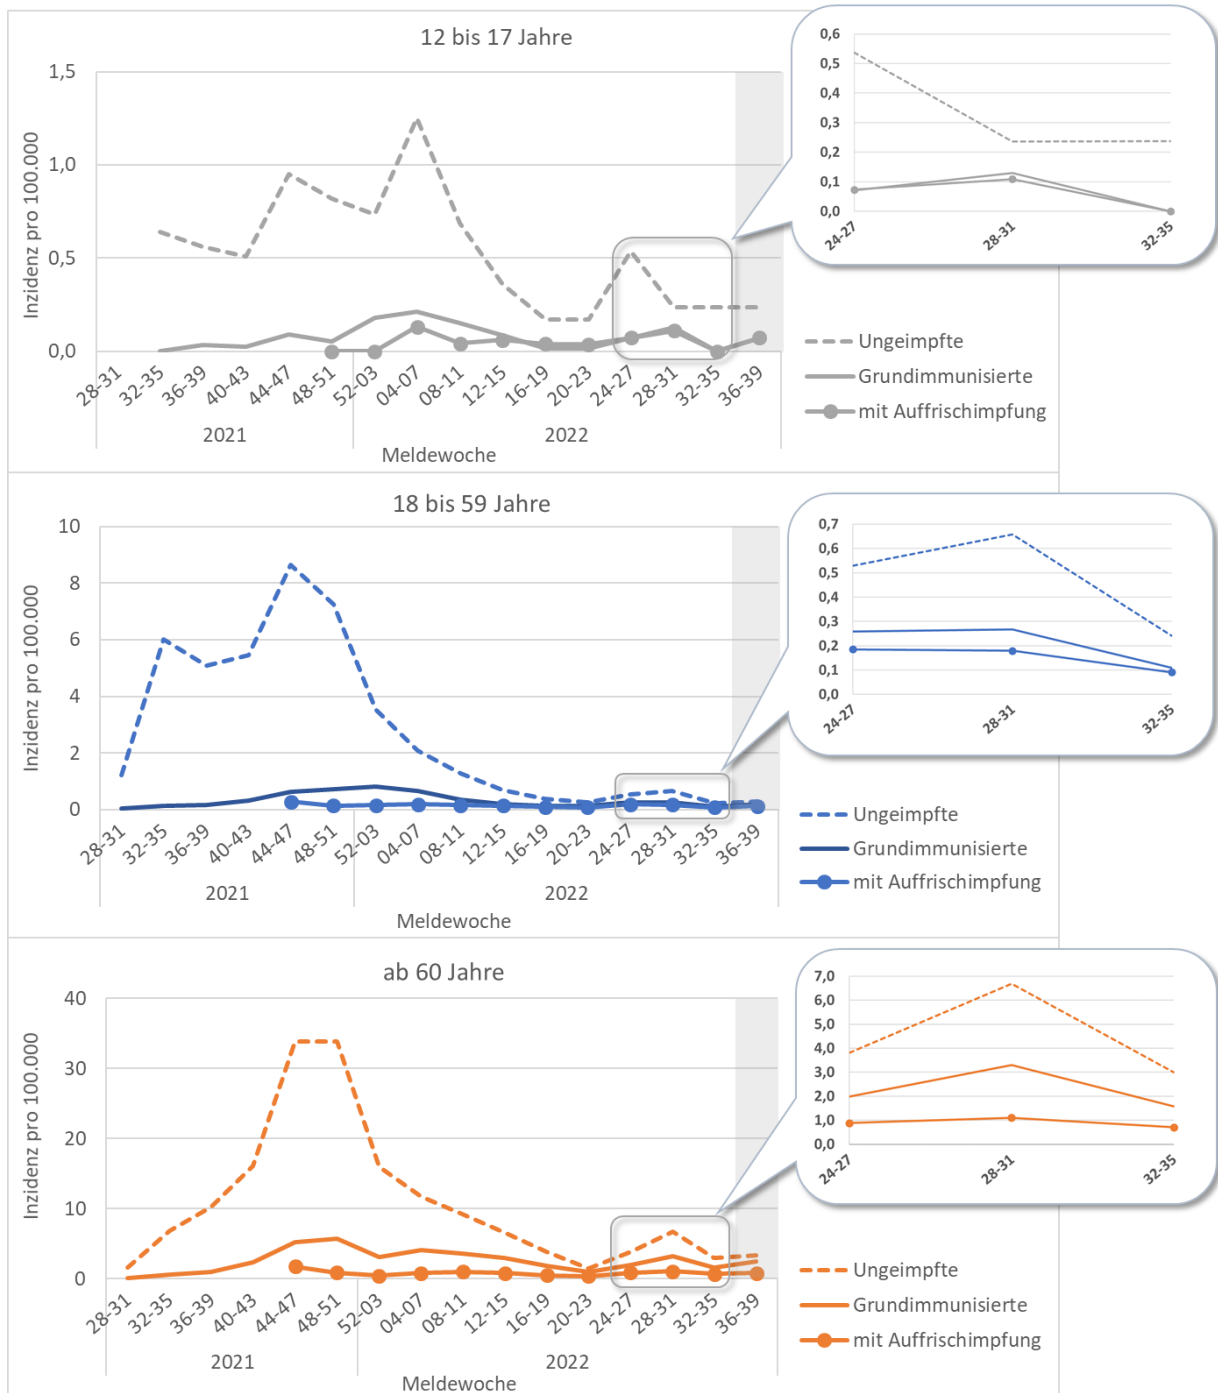 12 bis 17 Jahre
Inzidenz pro 100.000
1,5
1,0
0,5
0,0
28-31 32-35 36-39 40-43 44-47 48-51 52-03 04-07 08-11 12-15 16-19 20-23 24-27 28-31 32-35 36-39
2021 2022
Meldewoche
0,6
0,5
0,4
0,3
0,2
0,1
0,0
24-27 28-31 32-35
Ungeimpfte
Grundimmunisierte
mit Auffrischimpfung
18 bis 59 Jahre
Inzidenz pro 100.000
10
8
6
4
2
0
28-31 32-35 36-39 40-43 44-47 48-51 52-03 04-07 08-11 12-15 16-19 20-23 24-27 28-31 32-35 36-39
2021 2022
Meldewoche
0,7
0,6
0,5
0,4
0,3
0,2
0,1
0,0
24-27 28-31 32-35
Ungeimpfte
Grundimmunisierte
mit Auffrischimpfung
ab 60 Jahre
Inzidenz pro 100.000
40
30
20
10
0
28-31 32-35 36-39 40-43 44-47 48-51 52-03 04-07 08-11 12-15 16-19 20-23 24-27 28-31 32-35 36-39
2021 2022
Meldewoche
7,0
6,0
5,0
4,0
3,0
2,0
1,0
0,0
24-27 28-31 32-35
Ungeimpfte
Grundimmunisierte
mit Auffrischimpfung